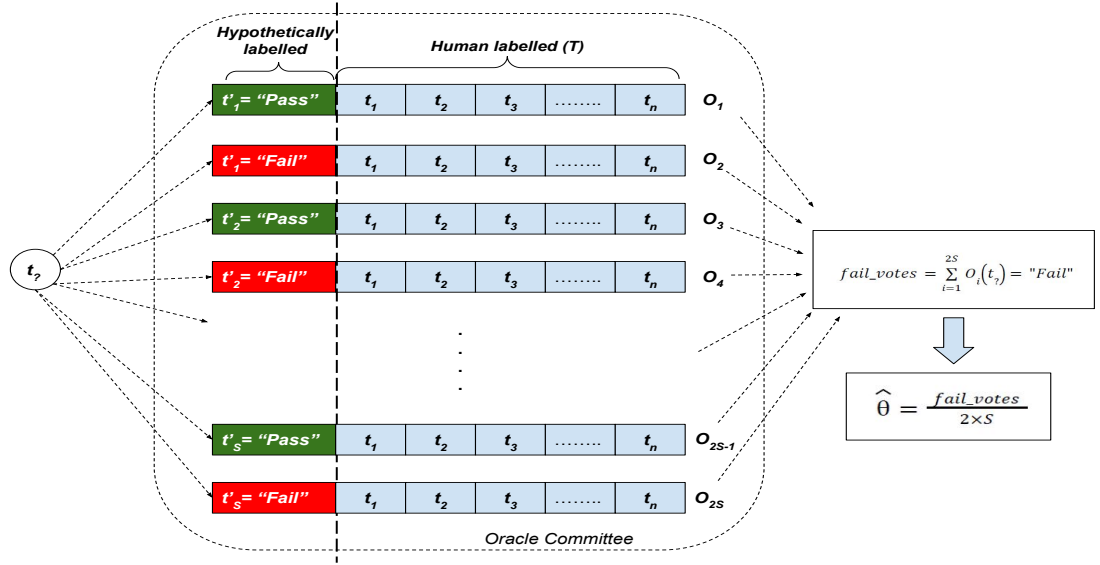 Hypothetically
labelled
Human labelled (T)
t'₁= "Pass" t₁ t₂ t₃ ........ tₙ O₁
t'₁= "Fail" t₁ t₂ t₃ ........ tₙ O₂
t'₂= "Pass" t₁ t₂ t₃ ........ tₙ O₃
t'₂= "Fail" t₁ t₂ t₃ ........ tₙ O₄
t?
fail_votes = 2S ∑ i=1 Oᵢ(t?) = "Fail"
θ̂ = fail_votes / 2×S
t'S= "Pass" t₁ t₂ t₃ ........ tₙ O2S-1
t'S= "Fail" t₁ t₂ t₃ ........ tₙ O2S
Oracle Committee